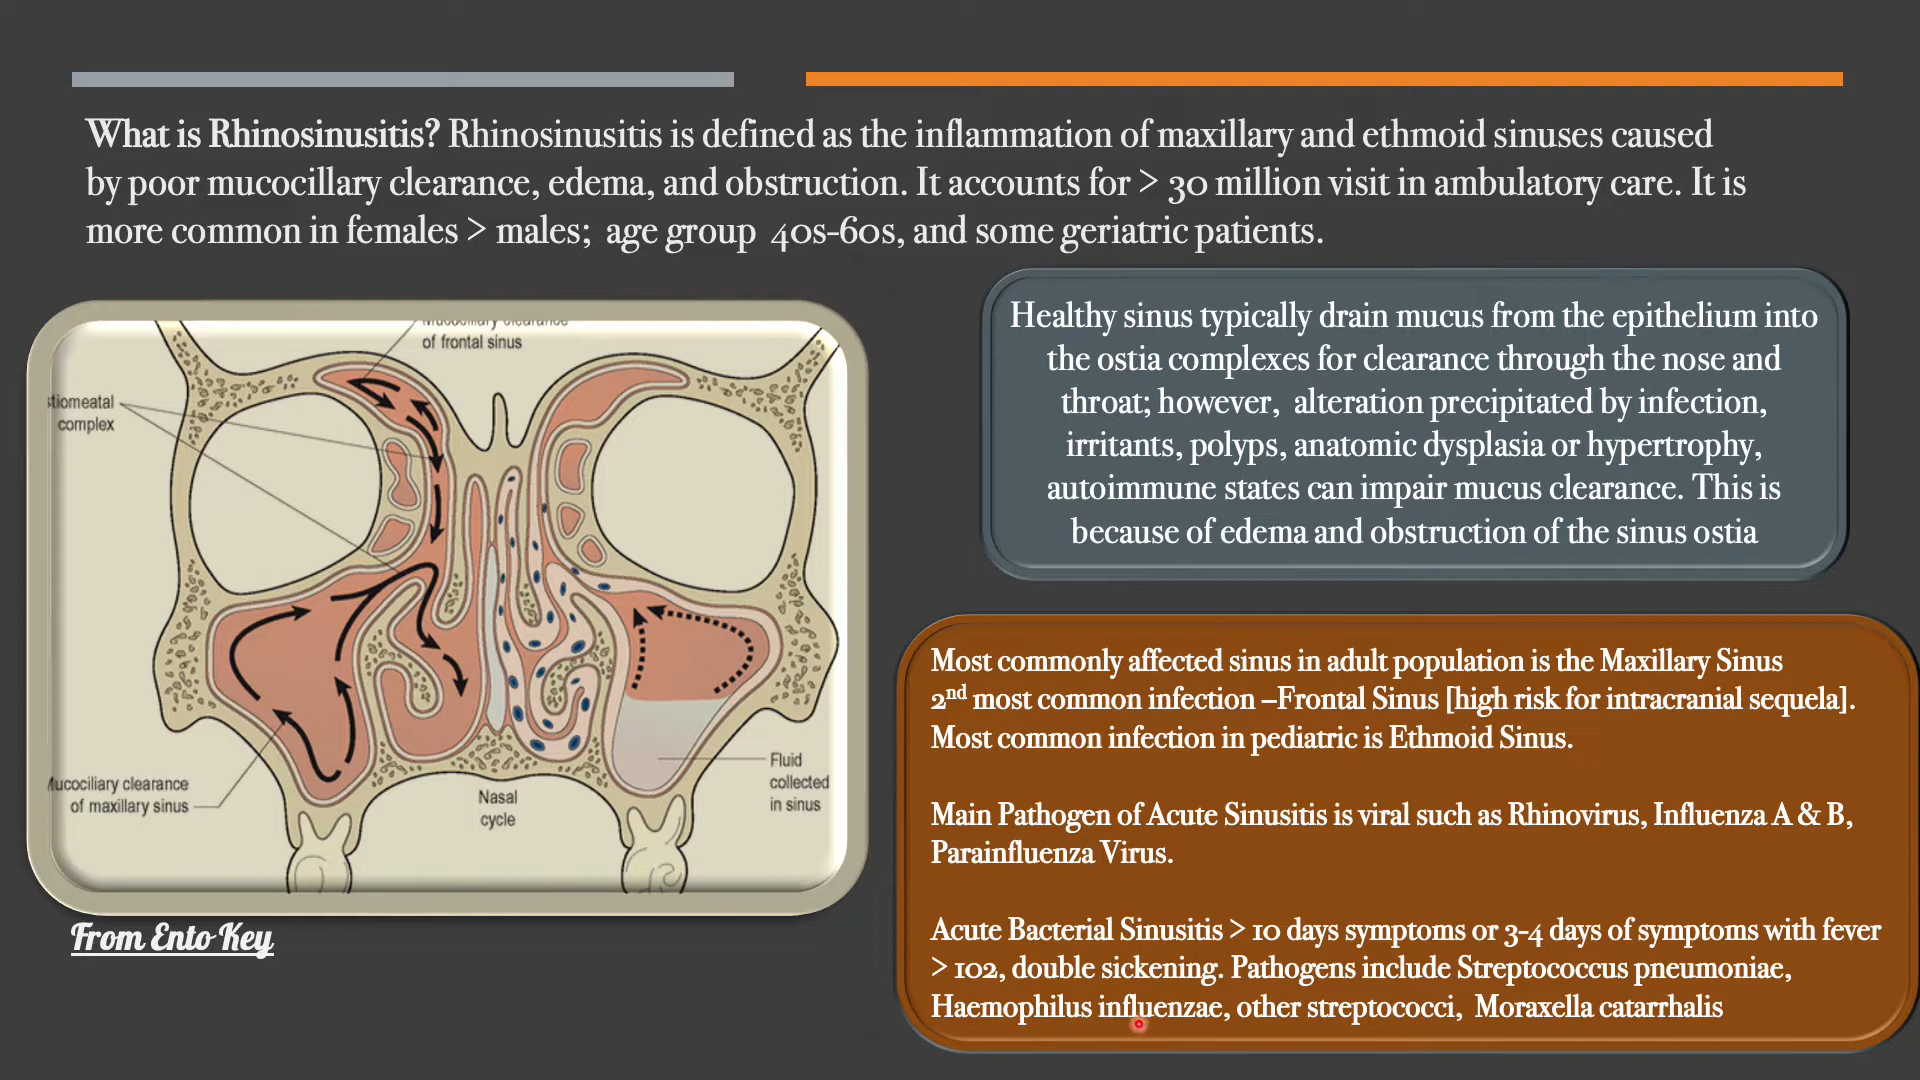 What is Rhinosinusitis? Rhinosinusitis is defined as the inflammation of maxillary and ethmoid sinuses caused
by poor mucocillary clearance, edema, and obstruction. It accounts for > 30 million visit in ambulatory care. It is
more common in females > males; age group 40s-60s, and some geriatric patients.
Mucociliary clearance
of frontal sinus
stiomeatal
complex
Mucociliary clearance
of maxillary sinus
Nasal
cycle
Fluid
collected
in sinus
From Ento Key
Healthy sinus typically drain mucus from the epithelium into
the ostia complexes for clearance through the nose and
throat; however, alteration precipitated by infection,
irritants, polyps, anatomic dysplasia or hypertrophy,
autoimmune states can impair mucus clearance. This is
because of edema and obstruction of the sinus ostia
Most commonly affected sinus in adult population is the Maxillary Sinus
2nd most common infection –Frontal Sinus [high risk for intracranial sequela].
Most common infection in pediatric is Ethmoid Sinus.
Main Pathogen of Acute Sinusitis is viral such as Rhinovirus, Influenza A & B,
Parainfluenza Virus.
Acute Bacterial Sinusitis > 10 days symptoms or 3-4 days of symptoms with fever
> 102, double sickening. Pathogens include Streptococcus pneumoniae,
Haemophilus influenzae, other streptococci, Moraxella catarrhalis